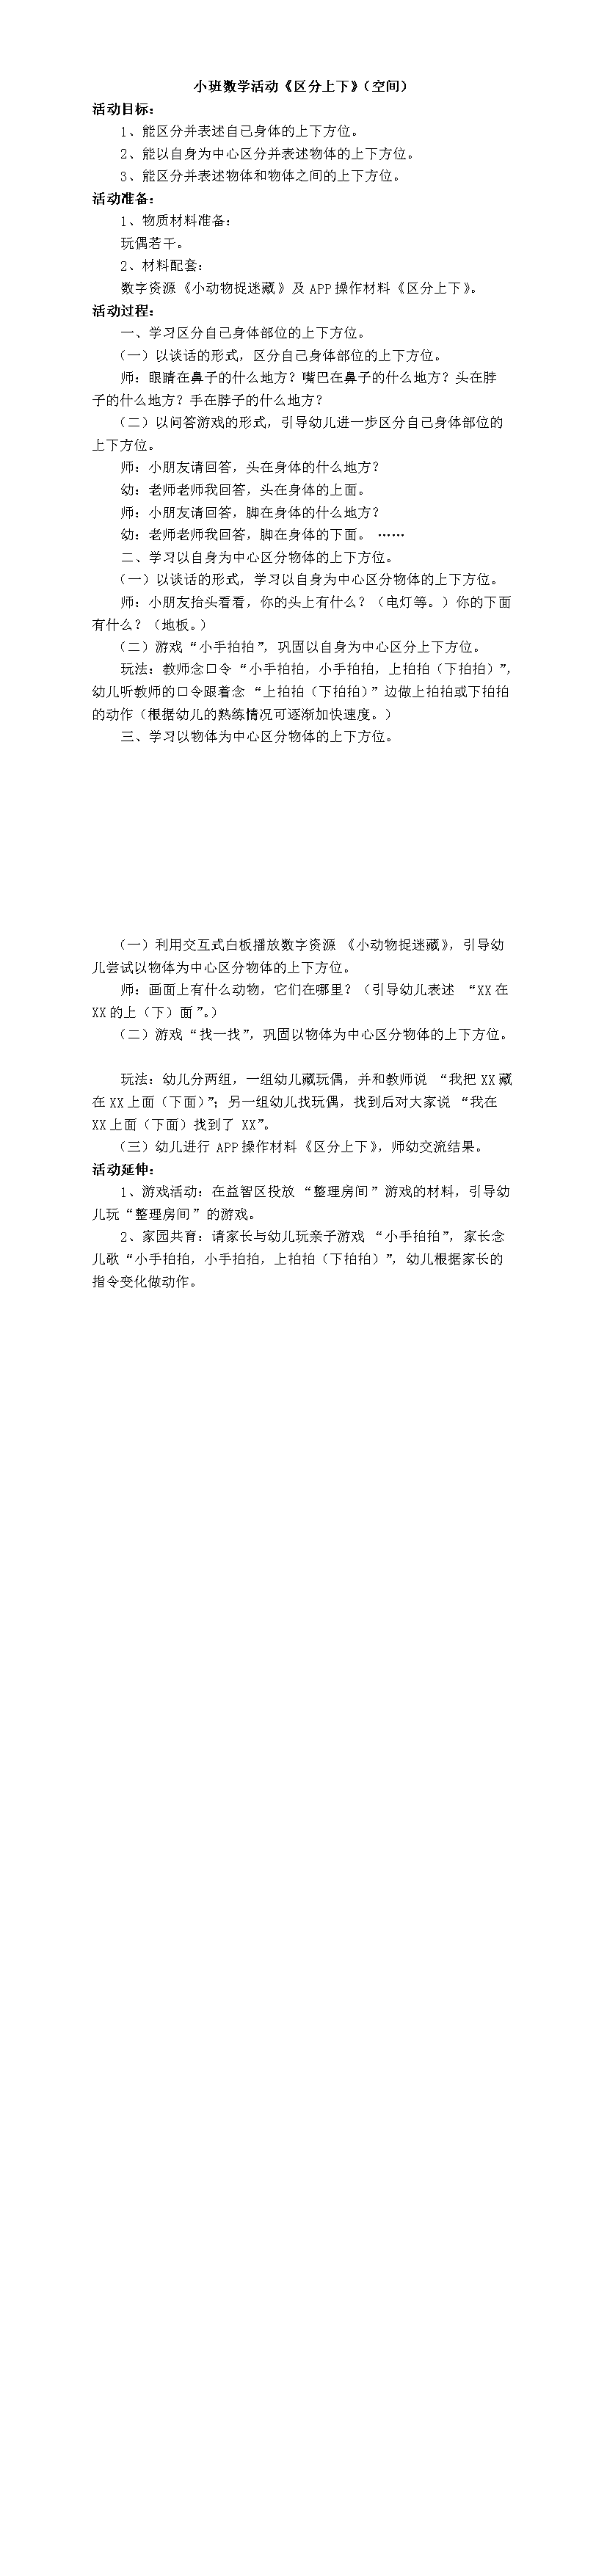 小班数学活动《区分上下》（空间）
活动目标：
1、能区分并表述自己身体的上下方位。
2、能以自身为中心区分并表述物体的上下方位。
3、能区分并表述物体和物体之间的上下方位。
活动准备：
1、物质材料准备：
玩偶若干。
2、材料配套：
数字资源《小动物捉迷藏》及 APP 操作材料《区分上下》。
活动过程：
一、学习区分自己身体部位的上下方位。
（一）以谈话的形式，区分自己身体部位的上下方位。
师：眼睛在鼻子的什么地方？嘴巴在鼻子的什么地方？头在脖
子的什么地方？手在脖子的什么地方？
（二）以问答游戏的形式，引导幼儿进一步区分自己身体部位的
上下方位。
师：小朋友请回答，头在身体的什么地方？
幼：老师老师我回答，头在身体的上面。
师：小朋友请回答，脚在身体的什么地方？
幼：老师老师我回答，脚在身体的下面。 ……
二、学习以自身为中心区分物体的上下方位。
（一）以谈话的形式，学习以自身为中心区分物体的上下方位。
师：小朋友抬头看看，你的头上有什么？（电灯等。）你的下面
有什么？（地板。）
（二）游戏“小手拍拍”，巩固以自身为中心区分上下方位。
玩法：教师念口令“小手拍拍，小手拍拍，上拍拍（下拍拍）”，
幼儿听教师的口令跟着念“上拍拍（下拍拍）”边做上拍拍或下拍拍
的动作（根据幼儿的熟练情况可逐渐加快速度。）
三、学习以物体为中心区分物体的上下方位。
（一）利用交互式白板播放数字资源 《小动物捉迷藏》，引导幼
儿尝试以物体为中心区分物体的上下方位。
师：画面上有什么动物，它们在哪里？（引导幼儿表述 “XX 在
XX 的上（下）面”。）
（二）游戏“找一找”，巩固以物体为中心区分物体的上下方位。
玩法：幼儿分两组，一组幼儿藏玩偶，并和教师说 “我把 XX 藏
在 XX 上面（下面）”；另一组幼儿找玩偶，找到后对大家说 “我在
XX 上面（下面）找到了 XX”。
（三）幼儿进行 APP 操作材料《区分上下》，师幼交流结果。
活动延伸：
1、游戏活动：在益智区投放“整理房间”游戏的材料，引导幼
儿玩“整理房间”的游戏。
2、家园共育：请家长与幼儿玩亲子游戏 “小手拍拍”，家长念
儿歌“小手拍拍，小手拍拍，上拍拍（下拍拍）”，幼儿根据家长的
指令变化做动作。